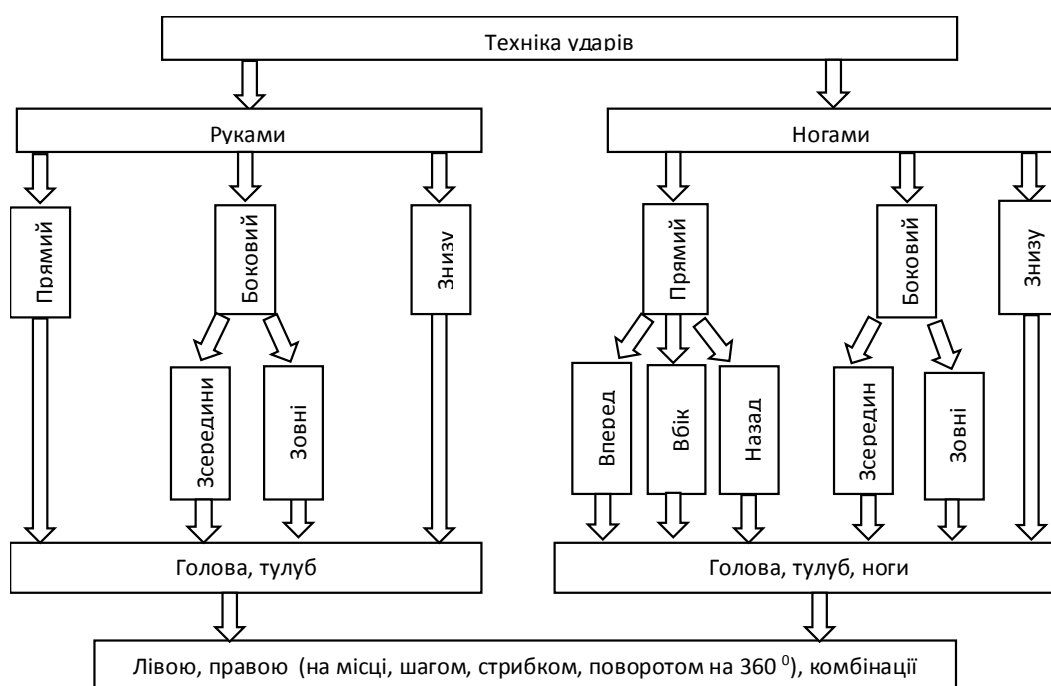 Техніка ударів
Руками
Ногами
Прямий
Боковий
Знизу
Прямий
Боковий
Знизу
Зсередини
Зовні
Вперед
Вбік
Назад
Зсередин
Зовні
Голова, тулуб
Голова, тулуб, ноги
Лівою, правою (на місці, шагом, стрибком, поворотом на 360 ⁰), комбінації